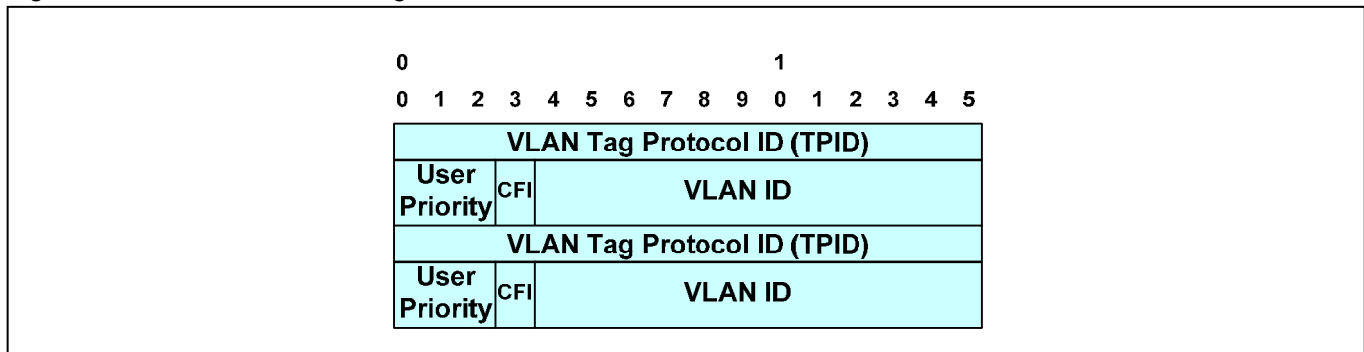 0 1
0 1 2 3 4 5 6 7 8 9 0 1 2 3 4 5
VLAN Tag Protocol ID (TPID)
User
Priority
CFI
VLAN ID
VLAN Tag Protocol ID (TPID)
User
Priority
CFI
VLAN ID